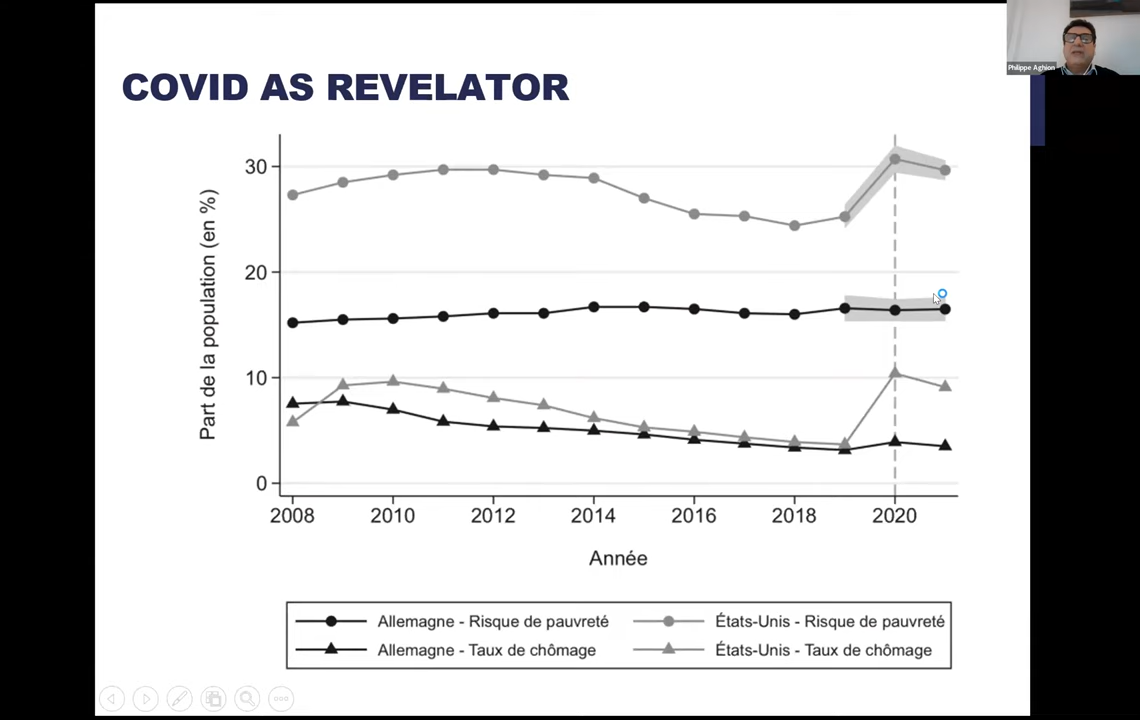 Philippe Aghion
COVID AS REVELATOR
Part de la population (en %)
30
20
10
0
2008 2010 2012 2014 2016 2018 2020
Année
Allemagne - Risque de pauvreté
États-Unis - Risque de pauvreté
Allemagne - Taux de chômage
États-Unis - Taux de chômage